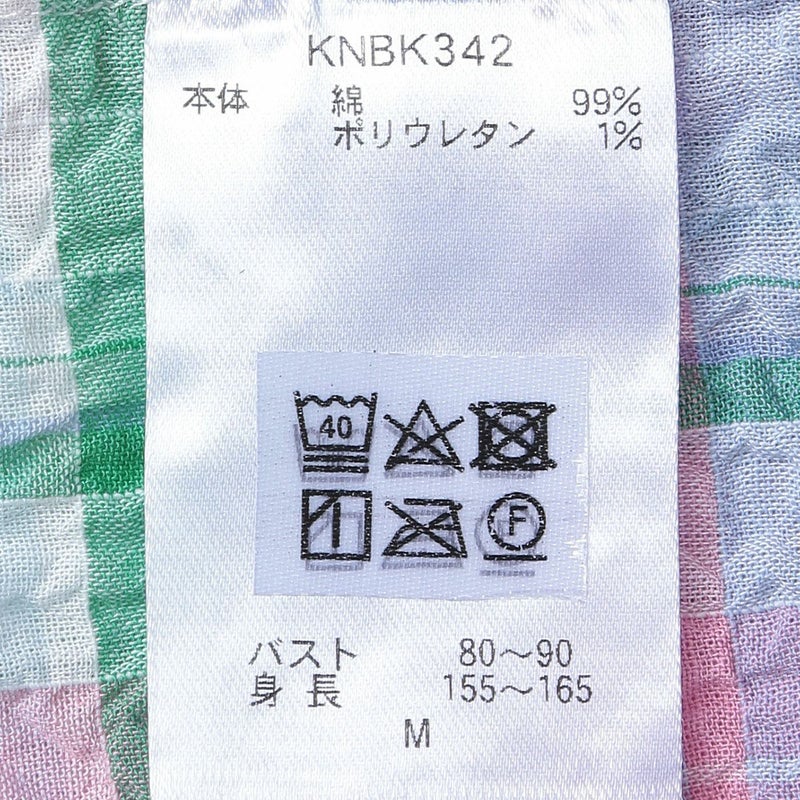 KNBK342
本体 綿 99%
ポリウレタン 1%
40
F
バスト 80～90
身長 155～165
M